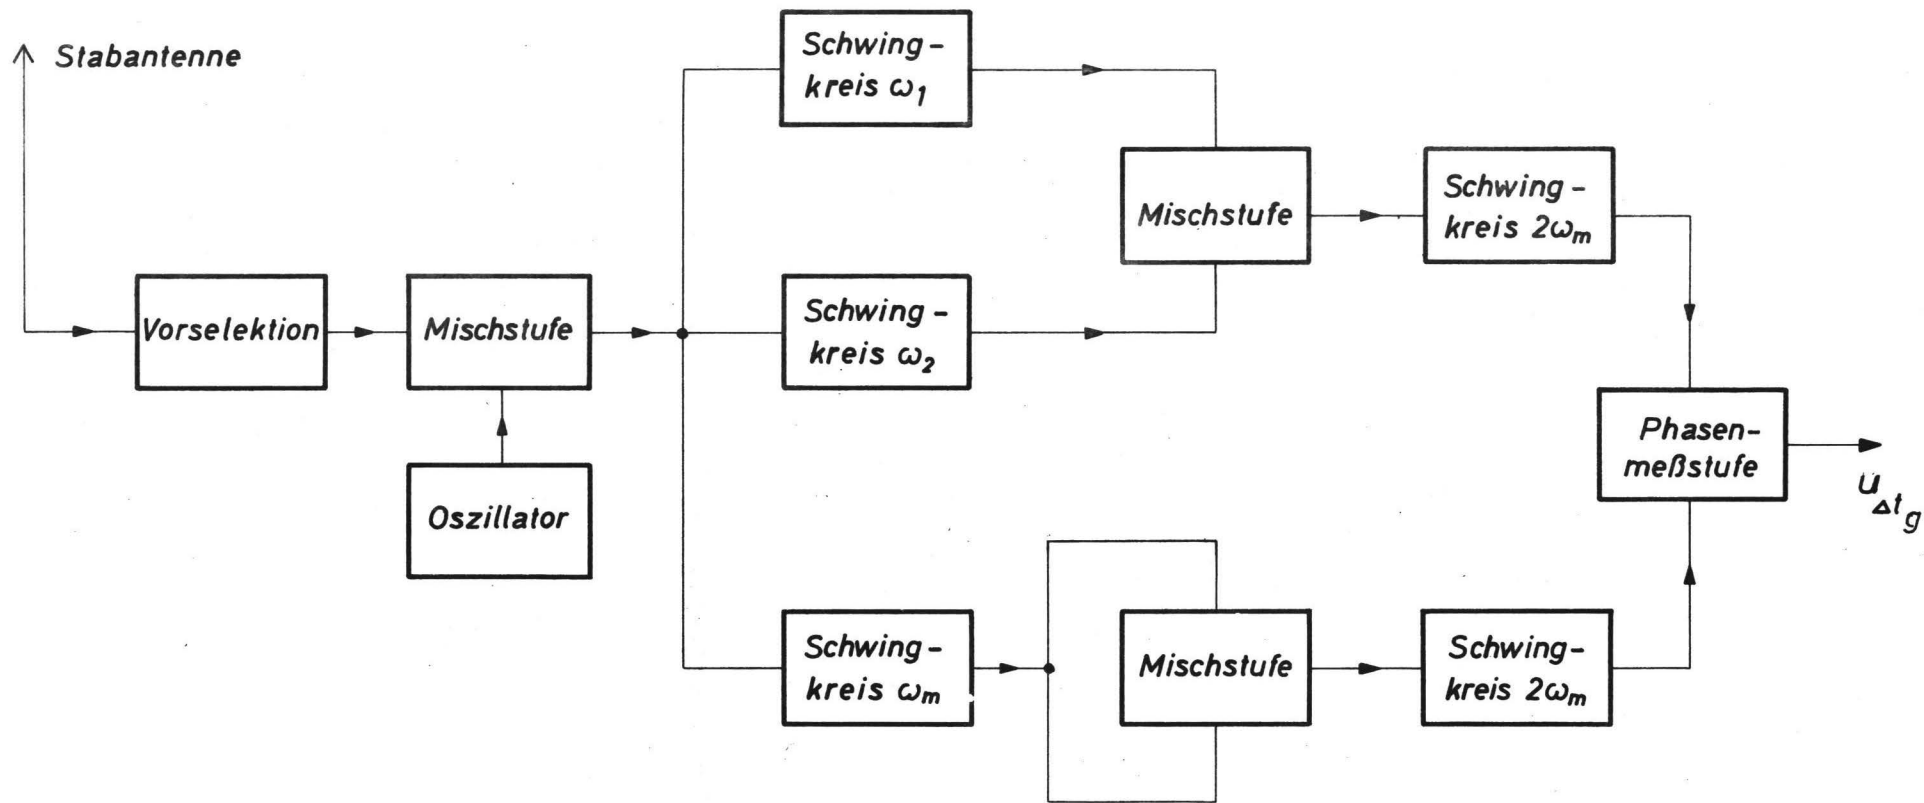 Stabantenne
Schwing-
kreis ω1
Mischstufe
Schwing-
kreis 2ωm
Vorselektion
Mischstufe
Schwing-
kreis ω2
Phasen-
meßstufe
uΔtg
Oszillator
Schwing-
kreis ωm
Mischstufe
Schwing-
kreis 2ωm